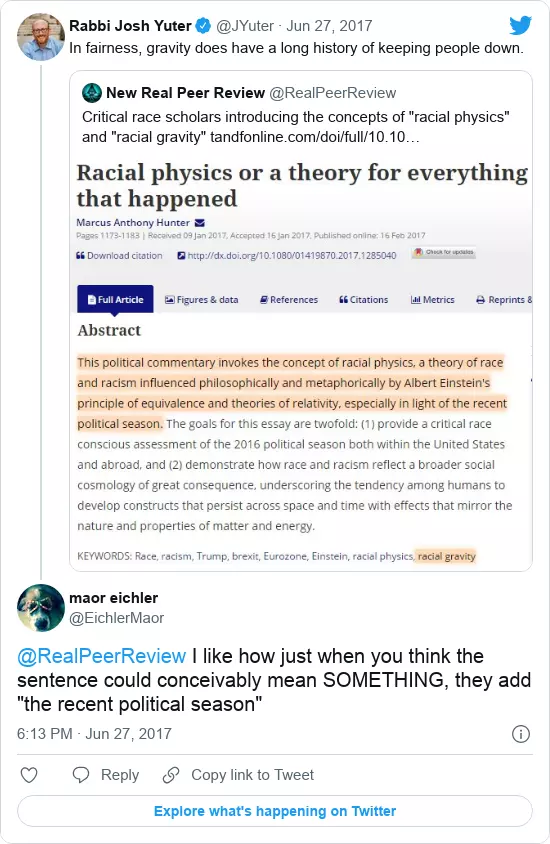 Rabbi Josh Yuter @JYuter · Jun 27, 2017
In fairness, gravity does have a long history of keeping people down.
New Real Peer Review @RealPeerReview
Critical race scholars introducing the concepts of "racial physics"
and "racial gravity" tandfonline.com/doi/full/10.10…
Racial physics or a theory for everything
that happened
Marcus Anthony Hunter
Pages 1173-1183 | Received 09 Jan 2017, Accepted 16 Jan 2017, Published online: 16 Feb 2017
Download citation http://dx.doi.org/10.1080/01419870.2017.1285040 Check for updates
Full Article Figures & data References Citations Metrics Reprints &
Abstract
This political commentary invokes the concept of racial physics, a theory of race
and racism influenced philosophically and metaphorically by Albert Einstein's
principle of equivalence and theories of relativity, especially in light of the recent
political season. The goals for this essay are twofold: (1) provide a critical race
conscious assessment of the 2016 political season both within the United States
and abroad, and (2) demonstrate how race and racism reflect a broader social
cosmology of great consequence, underscoring the tendency among humans to
develop constructs that persist across space and time with effects that mirror the
nature and properties of matter and energy.
KEYWORDS: Race, racism, Trump, brexit, Eurozone, Einstein, racial physics, racial gravity
maor eichler
@EichlerMaor
@RealPeerReview I like how just when you think the
sentence could conceivably mean SOMETHING, they add
"the recent political season"
6:13 PM · Jun 27, 2017
Reply Copy link to Tweet
Explore what's happening on Twitter